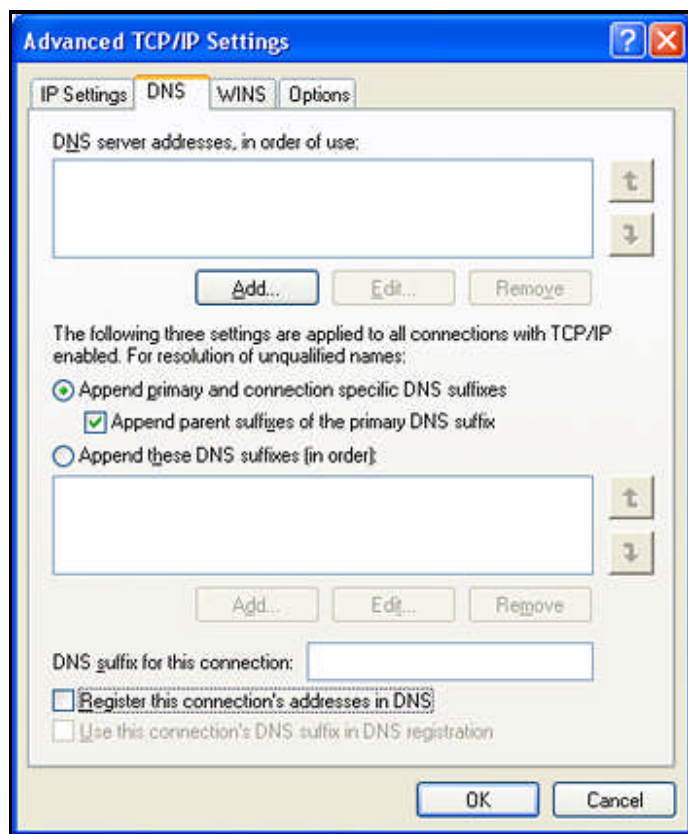 Advanced TCP/IP Settings
IP Settings DNS WINS Options
DNS server addresses, in order of use:
Add... Edit... Remove
The following three settings are applied to all connections with TCP/IP
enabled. For resolution of unqualified names:
Append primary and connection specific DNS suffixes
Append parent suffixes of the primary DNS suffix
Append these DNS suffixes (in order):
Add... Edit... Remove
DNS suffix for this connection:
Register this connection's addresses in DNS
Use this connection's DNS suffix in DNS registration
OK Cancel